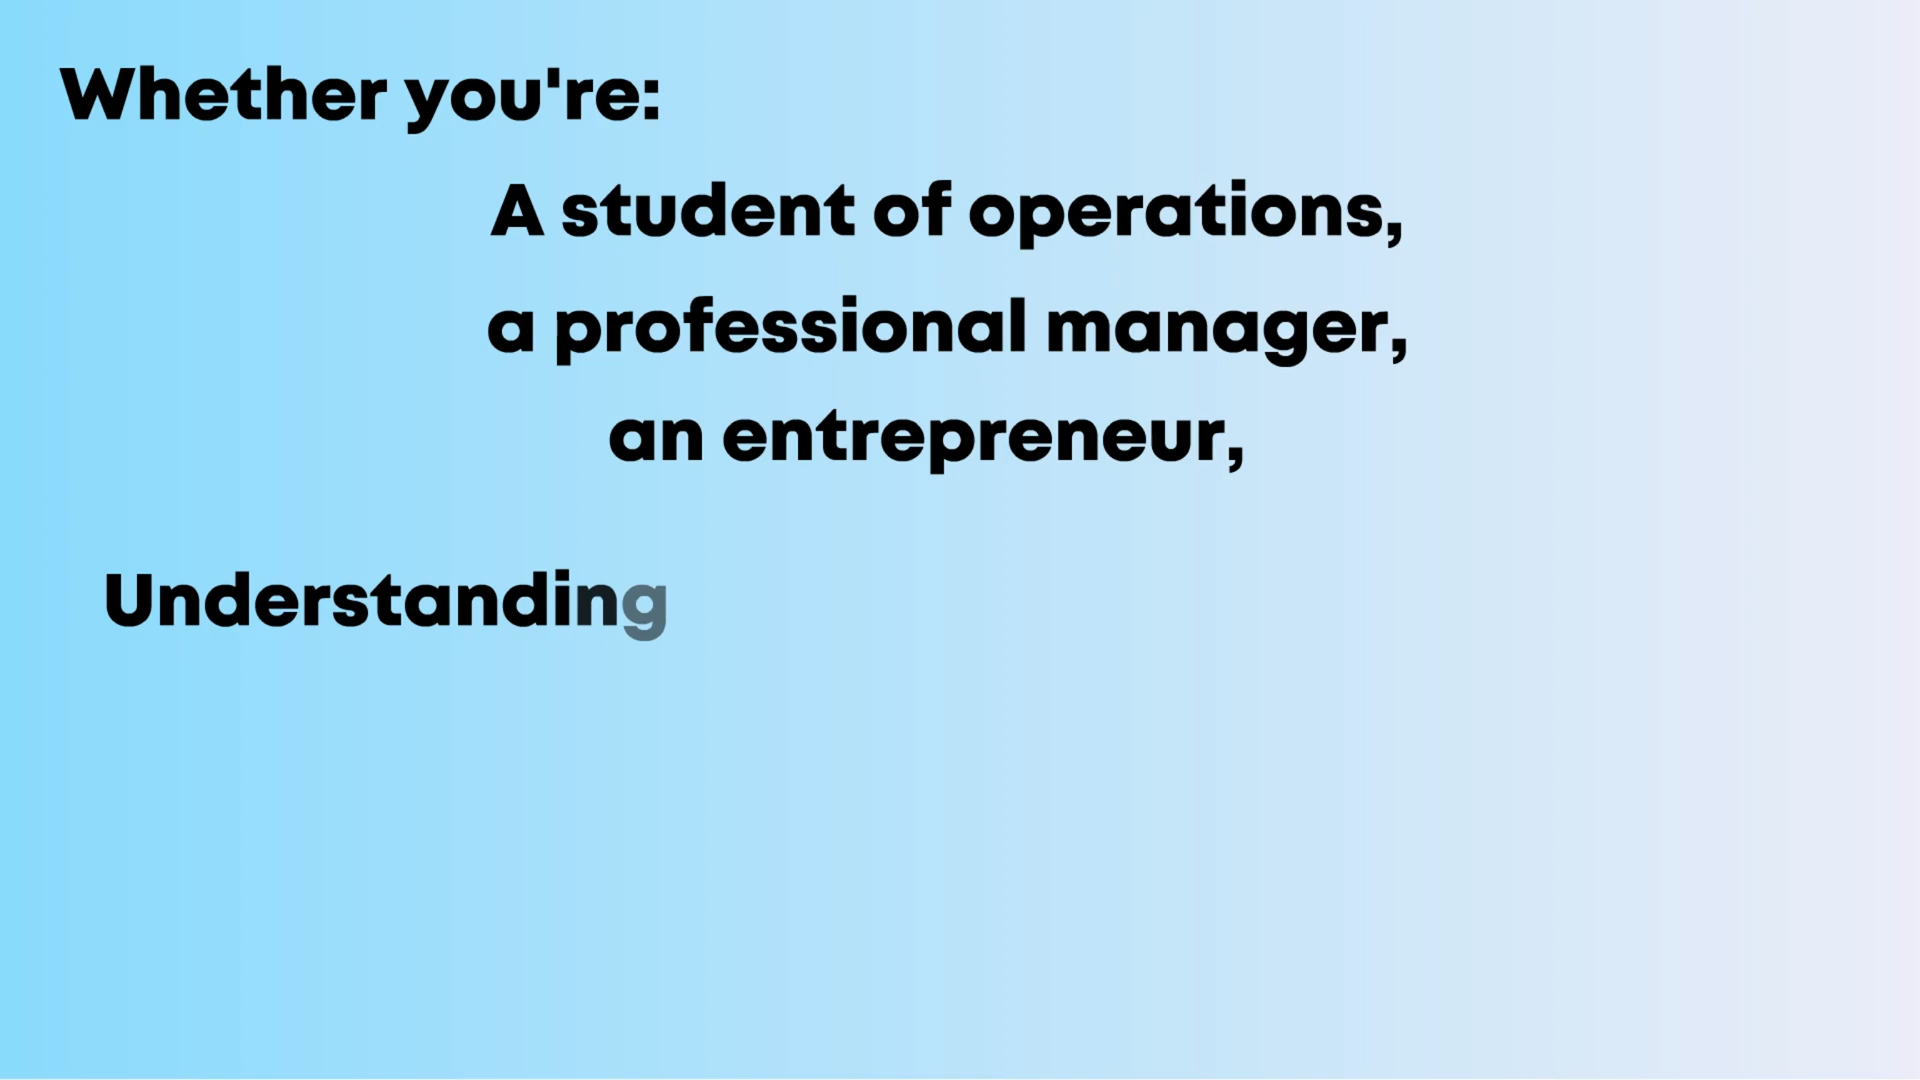 Whether you're:
A student of operations,
a professional manager,
an entrepreneur,
Understanding